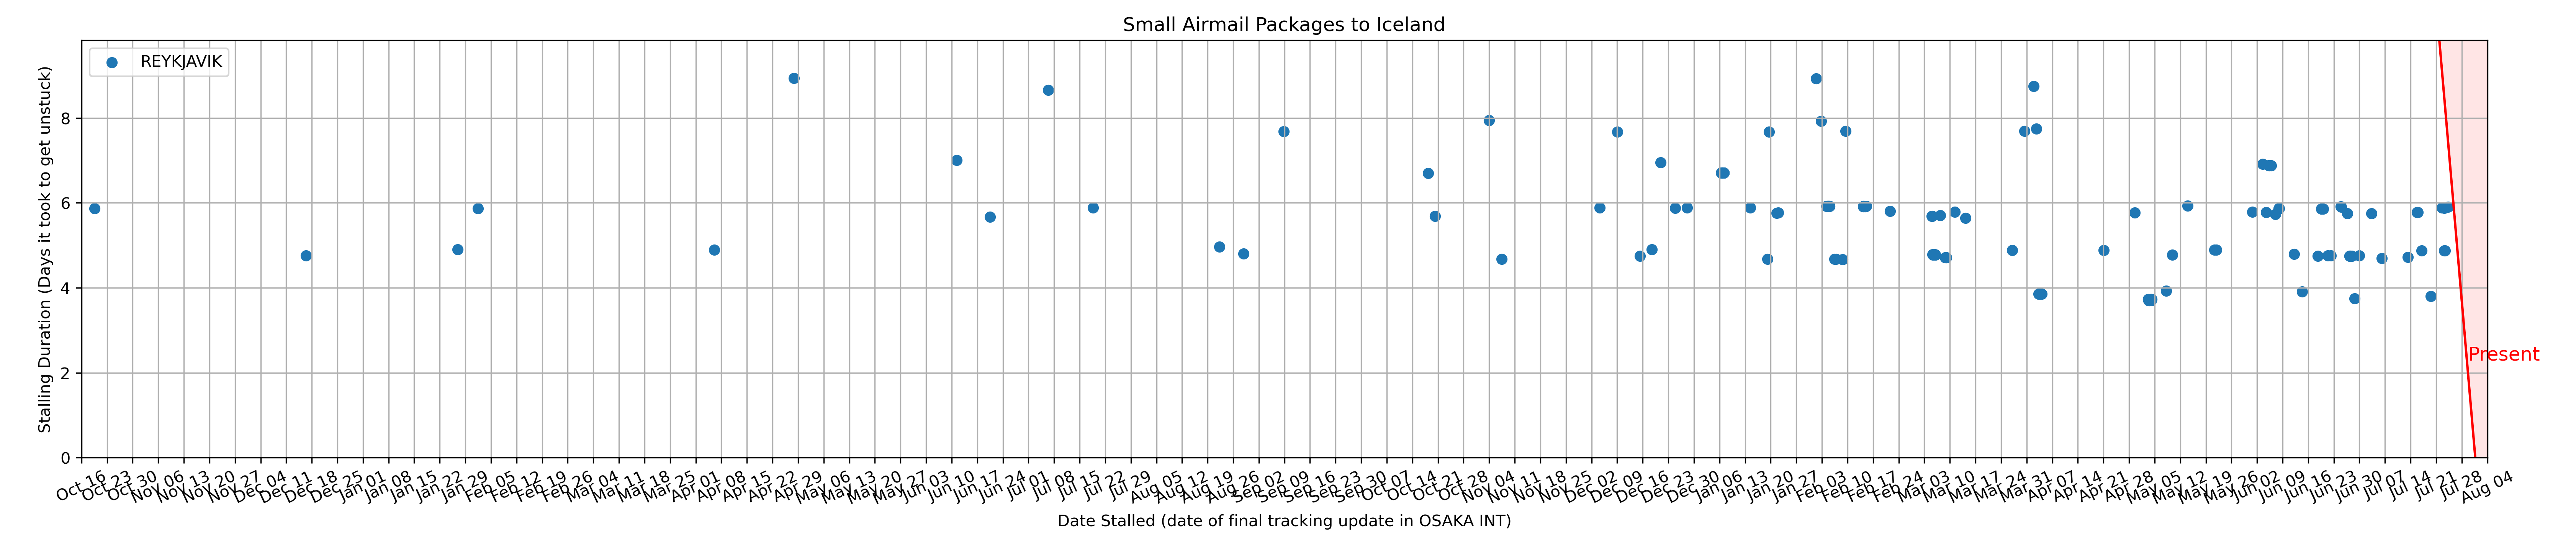 Small Airmail Packages to Iceland
REYKJAVIK
Stalling Duration (Days it took to get unstuck)
8
6
4
2
0
Present
Oct 16 Oct 23 Oct 30 Nov 06 Nov 13 Nov 20 Nov 27 Dec 04 Dec 11 Dec 18 Dec 25 Jan 01 Jan 08 Jan 15 Jan 22 Jan 29 Feb 05 Feb 12 Feb 19 Feb 26 Mar 04 Mar 11 Mar 18 Mar 25 Apr 01 Apr 08 Apr 15 Apr 22 Apr 29 May 06 May 13 May 20 May 27 Jun 03 Jun 10 Jun 17 Jun 24 Jul 01 Jul 08 Jul 15 Jul 22 Jul 29 Aug 05 Aug 12 Aug 19 Aug 26 Sep 02 Sep 09 Sep 16 Sep 23 Sep 30 Oct 07 Oct 14 Oct 21 Oct 28 Nov 04 Nov 11 Nov 18 Nov 25 Dec 02 Dec 09 Dec 16 Dec 23 Dec 30 Jan 06 Jan 13 Jan 20 Jan 27 Feb 03 Feb 10 Feb 17 Feb 24 Mar 03 Mar 10 Mar 17 Mar 24 Mar 31 Apr 07 Apr 14 Apr 21 Apr 28 May 05 May 12 May 19 May 26 Jun 02 Jun 09 Jun 16 Jun 23 Jun 30 Jul 07 Jul 14 Jul 21 Jul 28 Aug 04
Date Stalled (date of final tracking update in OSAKA INT)